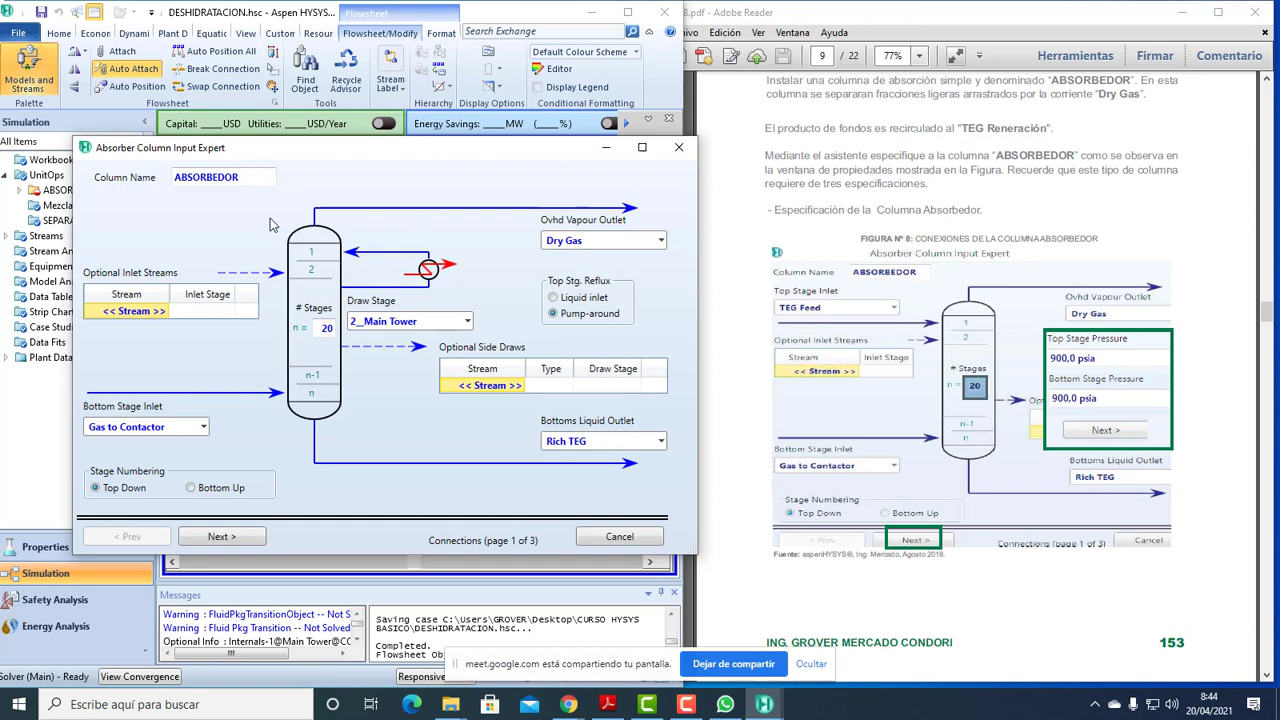 DESHIDRATACION.hsc - Aspen HYSYS ...
Flowsheet
File Home Econor Dynami Plant D Equatic View Custom Resour Flowsheet/Modify Format Search Exchange
Models and Streams
Palette
Attach
Auto Attach
Auto Position
Auto Position All
Break Connection
Swap Connection
Flowsheet
Find Object
Recycle Advisor
Tools
Stream Label
Hierarchy
Display Options
Default Colour Scheme
Editor
Display Legend
Conditional Formatting
Simulation
All Items
Capital: ____USD Utilities: ____USD/Year
Energy Savings: ____MW (____%)
Workbook
UnitOps
ABSOR
Mezcla
SEPARA
Streams
Stream An
Equipmen
Model Ana
Data Table
Strip Chart
Case Studi
Data Fits
Plant Data
Properties
Simulation
Safety Analysis
Energy Analysis
Absorber Column Input Expert
Column Name ABSORBEDOR
Ovhd Vapour Outlet
Dry Gas
1
2
Optional Inlet Streams
Stream Inlet Stage
<< Stream >>
# Stages
n = 20
Draw Stage
2__Main Tower
Top Stg. Reflux
Liquid inlet
Pump-around
Optional Side Draws
Stream Type Draw Stage
<< Stream >>
n-1
n
Bottom Stage Inlet
Gas to Contactor
Bottoms Liquid Outlet
Rich TEG
Stage Numbering
Top Down Bottom Up
< Prev Next > Connections (page 1 of 3) Cancel
Messages
Warning : FluidPkgTransitionObject -- Not S
Warning : Fluid Pkg Transition -- Not Solved
Optional Info : Internals-1@Main Tower@CO
Saving case C:\Users\GROVER\Desktop\CURSO HYSYS
BASICO\DESHIDRATACION.hsc...
Completed.
Solver (Main) - Ready View Convergence Responsive
meet.google.com está compartiendo tu pantalla. Dejar de compartir Ocultar
8.pdf - Adobe Reader
Edición Ventana Ayuda
9 / 22 77% Herramientas Firmar Comentario
Instalar una columna de absorción simple y denominado "ABSORBEDOR". En esta
columna se separaran fracciones ligeras arrastrados por la corriente "Dry Gas".
El producto de fondos es recirculado al "TEG Reneración".
Mediante el asistente especifique a la columna "ABSORBEDOR" como se observa en
la ventana de propiedades mostrada en la Figura. Recuerde que este tipo de columna
requiere de tres especificaciones.
- Especificación de la Columna Absorbedor.
FIGURA Nº 8: CONEXIONES DE LA COLUMNA ABSORBEDOR
Absorber Column Input Expert
Column Name ABSORBEDOR
Top Stage Inlet
TEG Feed
Ovhd Vapour Outlet
Dry Gas
1
2
Optional Inlet Streams
Stream Inlet Stage
<< Stream >>
# Stages
n = 20
Top Stage Pressure
900,0 psia
Bottom Stage Pressure
900,0 psia
Next >
n-1
n
Bottom Stage Inlet
Gas to Contactor
Bottoms Liquid Outlet
Rich TEG
Stage Numbering
Top Down Bottom Up
< Prev Next > Connections (page 1 of 3) Cancel
Fuente: aspenHYSYS®, Ing. Mercado, Agosto 2018.
ING. GROVER MERCADO CONDORI 153
Escribe aquí para buscar
8:44
20/04/2021